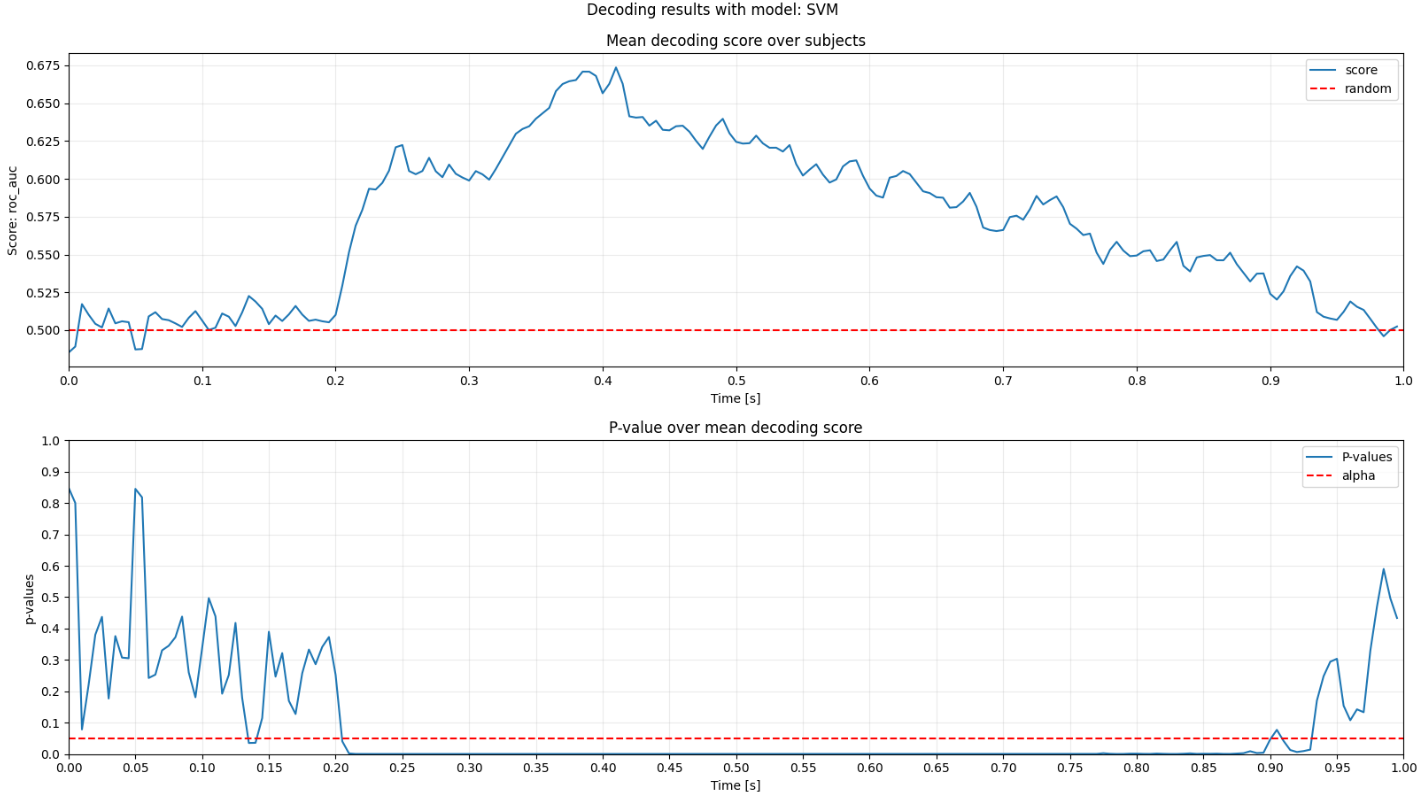 Decoding results with model: SVM
Mean decoding score over subjects
Score: roc_auc
0.675
0.650
0.625
0.600
0.575
0.550
0.525
0.500
score
random
0.0 0.1 0.2 0.3 0.4 0.5 0.6 0.7 0.8 0.9 1.0
Time [s]
P-value over mean decoding score
p-values
1.0
0.9
0.8
0.7
0.6
0.5
0.4
0.3
0.2
0.1
0.0
P-values
alpha
0.00 0.05 0.10 0.15 0.20 0.25 0.30 0.35 0.40 0.45 0.50 0.55 0.60 0.65 0.70 0.75 0.80 0.85 0.90 0.95 1.00
Time [s]